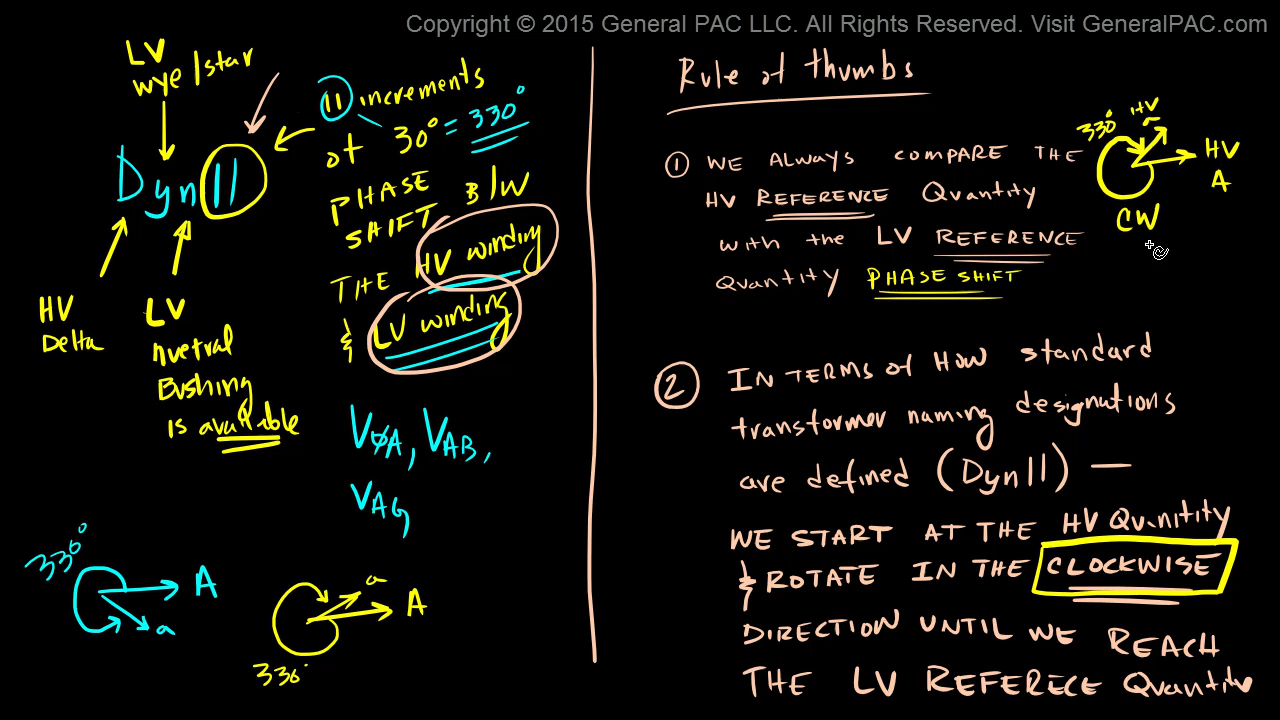 Copyright © 2015 General PAC LLC. All Rights Reserved. Visit GeneralPAC.com
LV
wye/star
Dyn11
HV
Delta
LV
nuetral
Bushing
is available
11 increments
of 30° = 330°
PHASE
SHIFT B/W
THE HV winding
& LV winding
VØA, VAB,
VAG
330°
A
a
a
A
330°
Rule of thumbs
① WE ALWAYS COMPARE THE
HV REFERENCE Quantity
with the LV REFERENCE
Quantity PHASE SHIFT
330°
HV
A
CW
② IN TERMS of HOW standard
transformer naming designations
are defined (Dyn11) —
WE START AT THE HV Qunitity
& ROTATE IN THE CLOCKWISE
DIRECTION UNTIL WE REACH
THE LV REFERECE Quantity